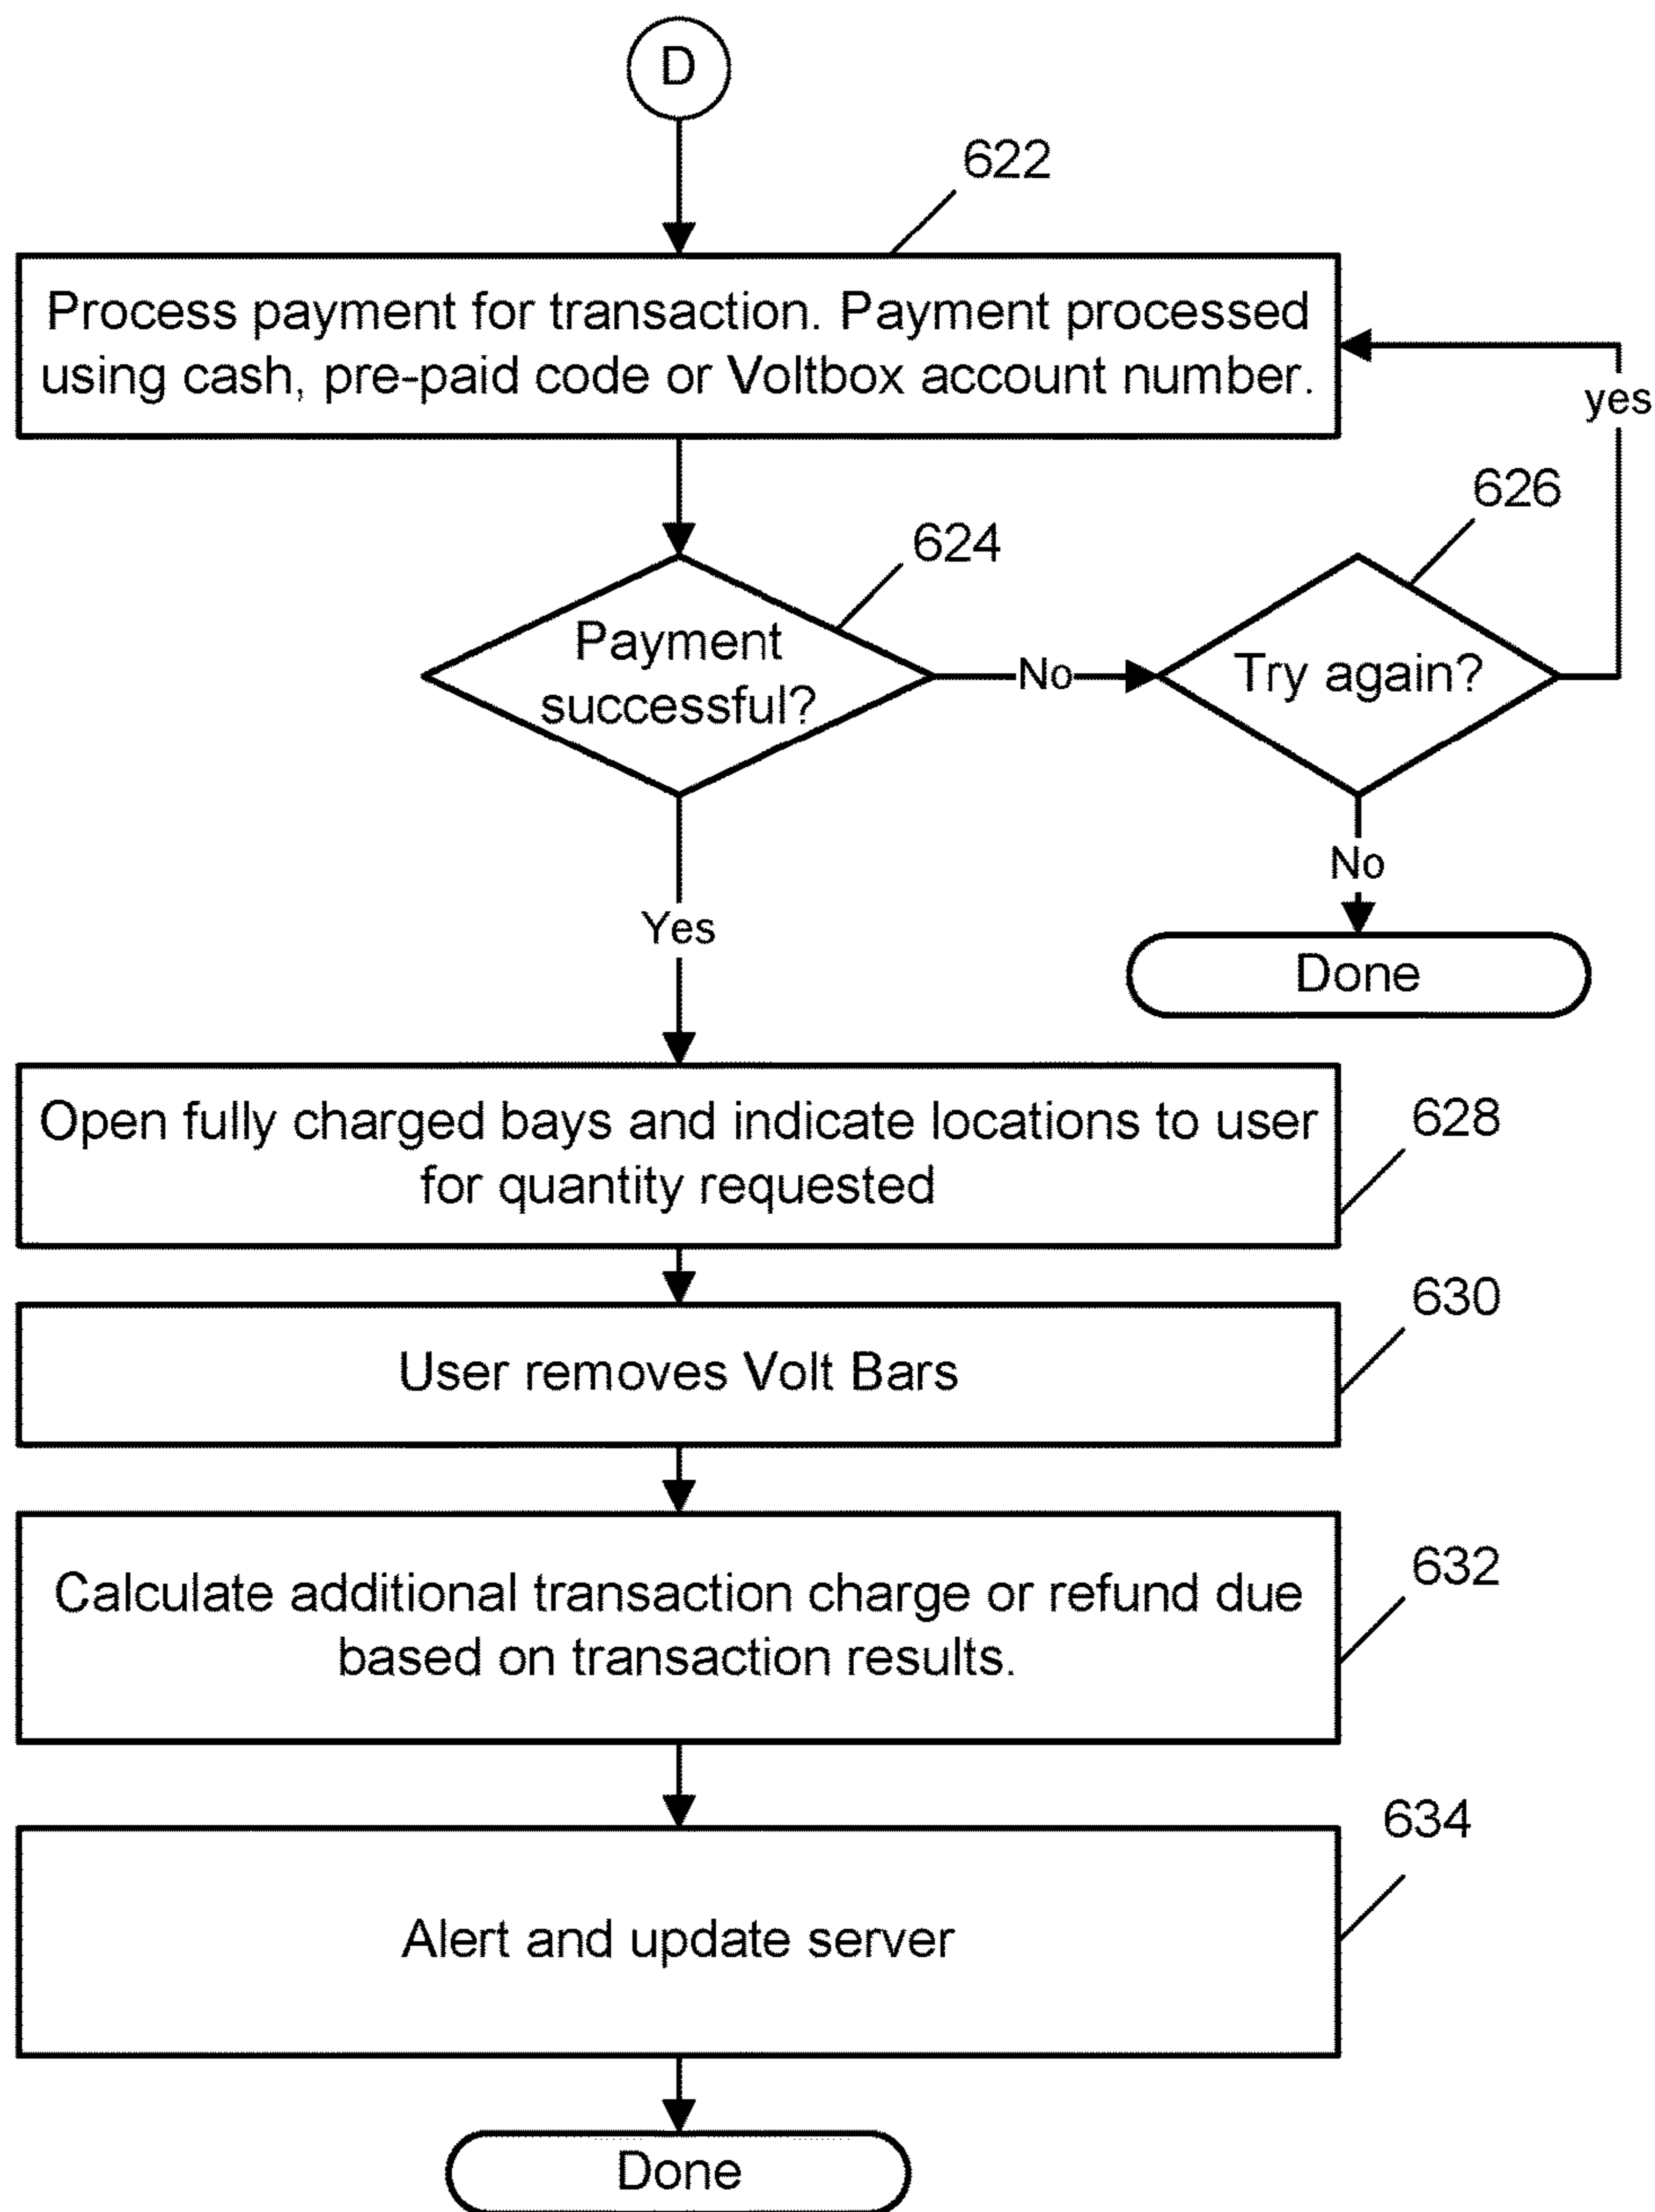 D
622
Process payment for transaction. Payment processed
using cash, pre-paid code or Voltbox account number.
yes
626
624
Payment
successful?
No
Try again?
No
Yes
Done
Open fully charged bays and indicate locations to user
for quantity requested
628
630
User removes Volt Bars
632
Calculate additional transaction charge or refund due
based on transaction results.
634
Alert and update server
Done